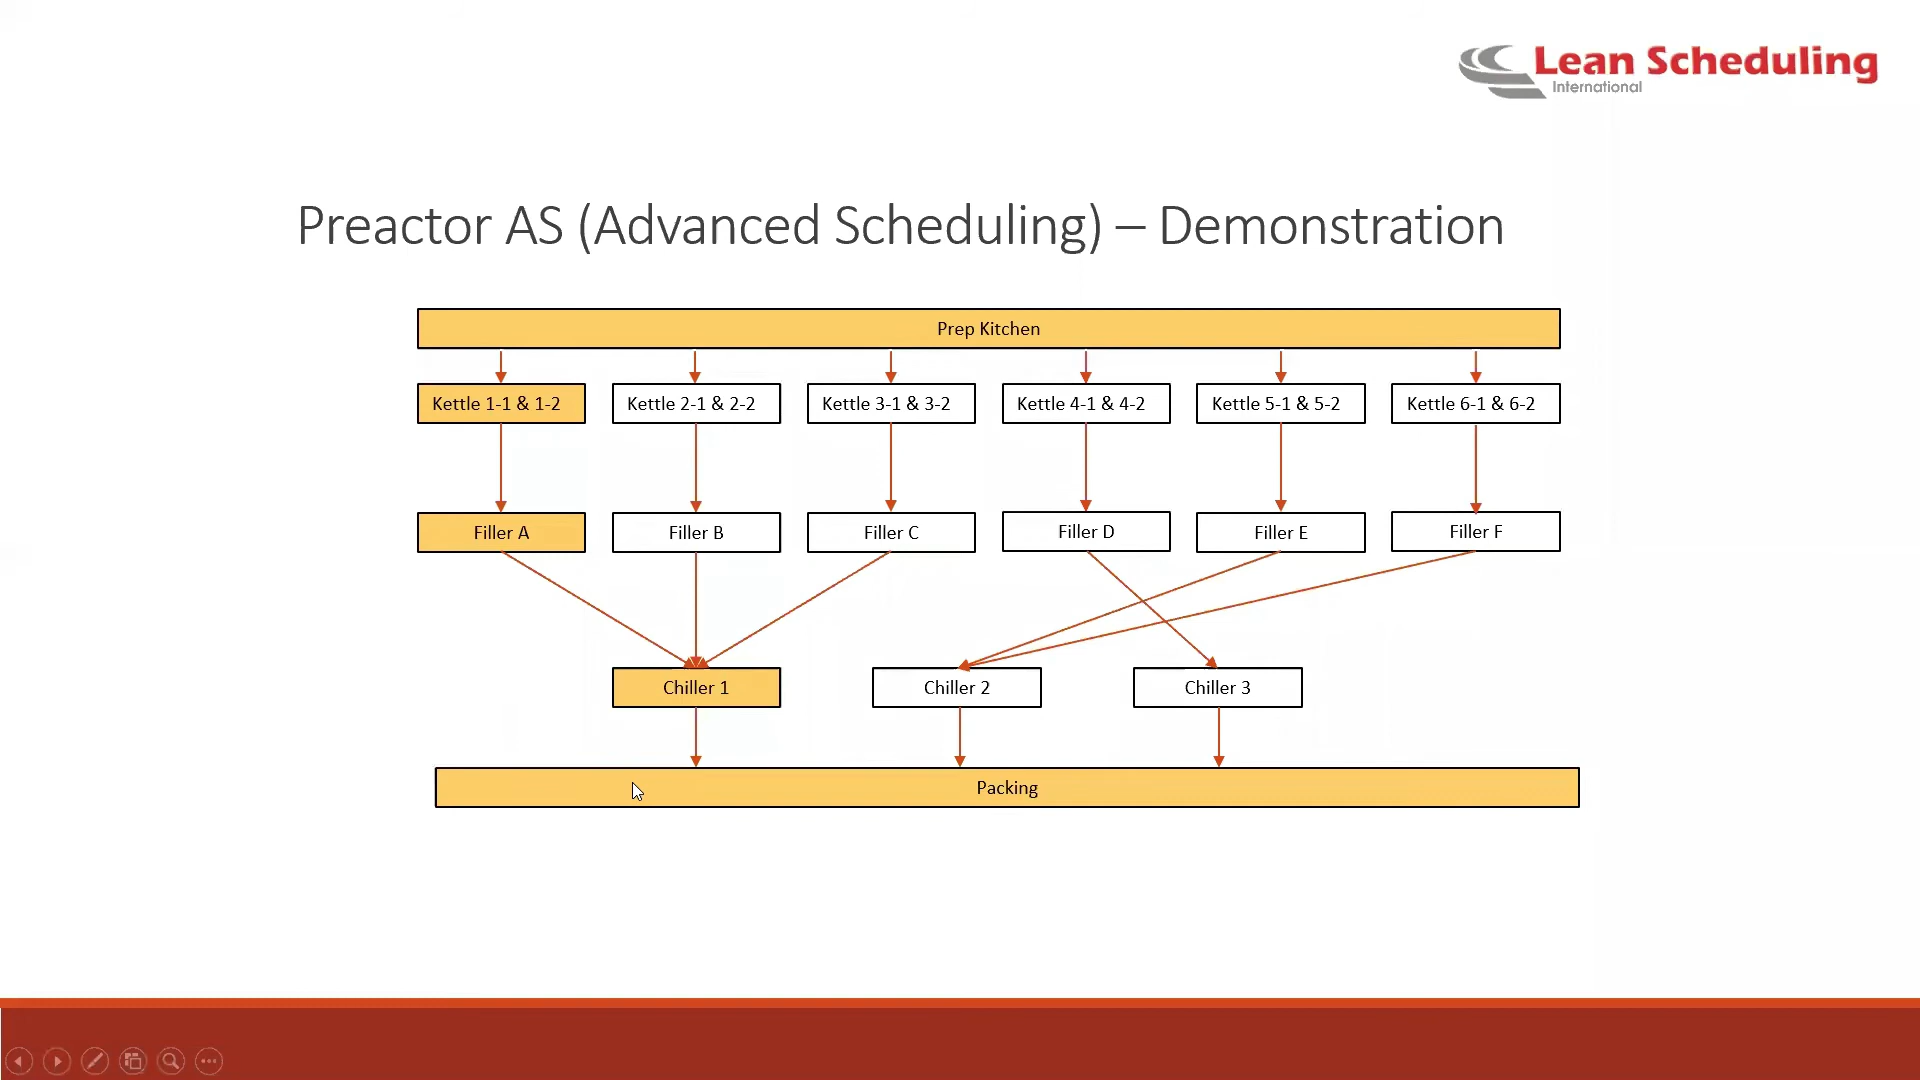 Lean Scheduling
International
Preactor AS (Advanced Scheduling) – Demonstration
Prep Kitchen
Kettle 1-1 & 1-2
Kettle 2-1 & 2-2
Kettle 3-1 & 3-2
Kettle 4-1 & 4-2
Kettle 5-1 & 5-2
Kettle 6-1 & 6-2
Filler A
Filler B
Filler C
Filler D
Filler E
Filler F
Chiller 1
Chiller 2
Chiller 3
Packing